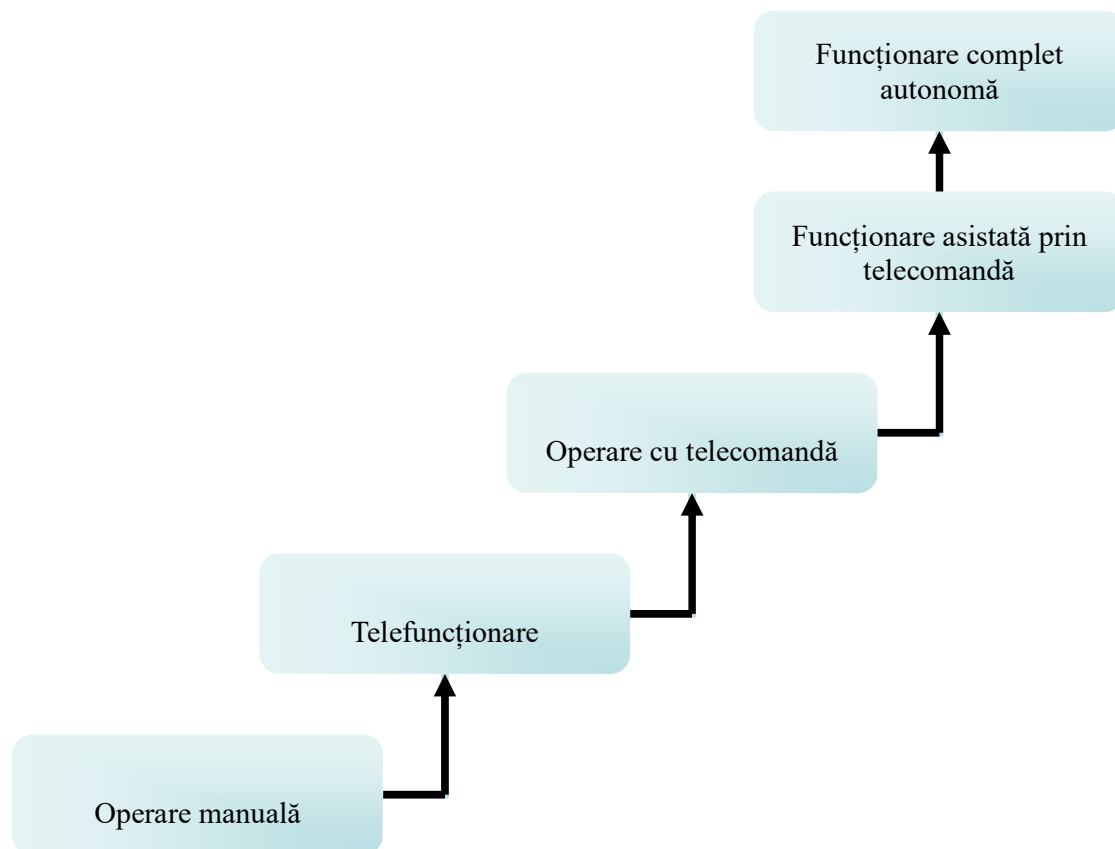 Funcționare complet
autonomă
Funcționare asistată prin
telecomandă
Operare cu telecomandă
Telefuncționare
Operare manuală